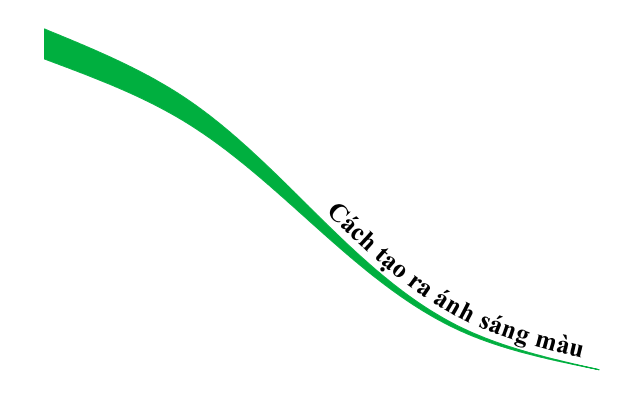 Cách tạo ra ánh sáng màu